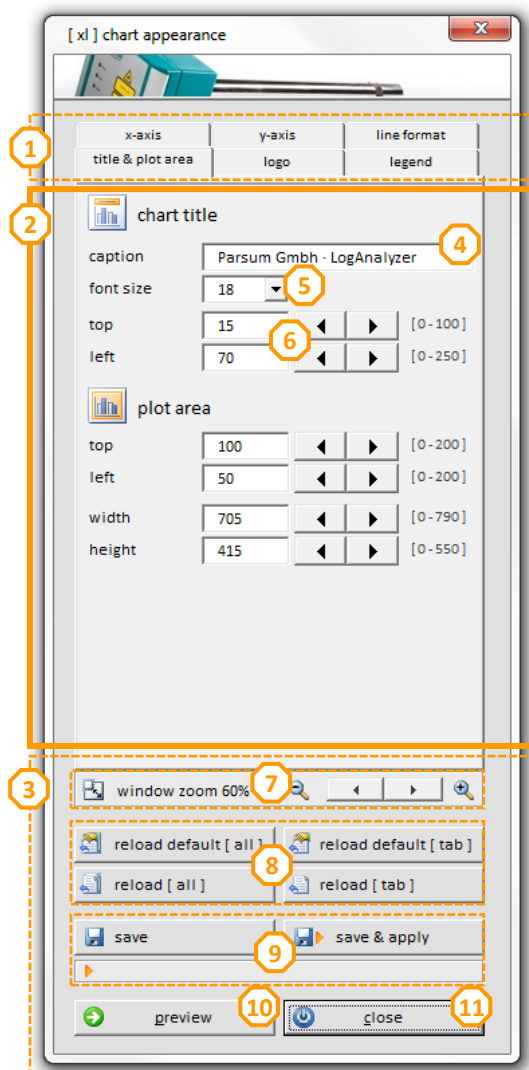 [ xl ] chart appearance
x
1
x-axis y-axis line format
title & plot area logo legend
2
chart title
caption Parsum Gmbh · LogAnalyzer 4
font size 18 5
top 15 [0-100]
6
left 70 [0-250]
plot area
top 100 [0-200]
left 50 [0-200]
width 705 [0-790]
height 415 [0-550]
3
window zoom 60% 7
reload default [ all ] reload default [ tab ]
8
reload [ all ] reload [ tab ]
save save & apply
9
preview 10 close 11